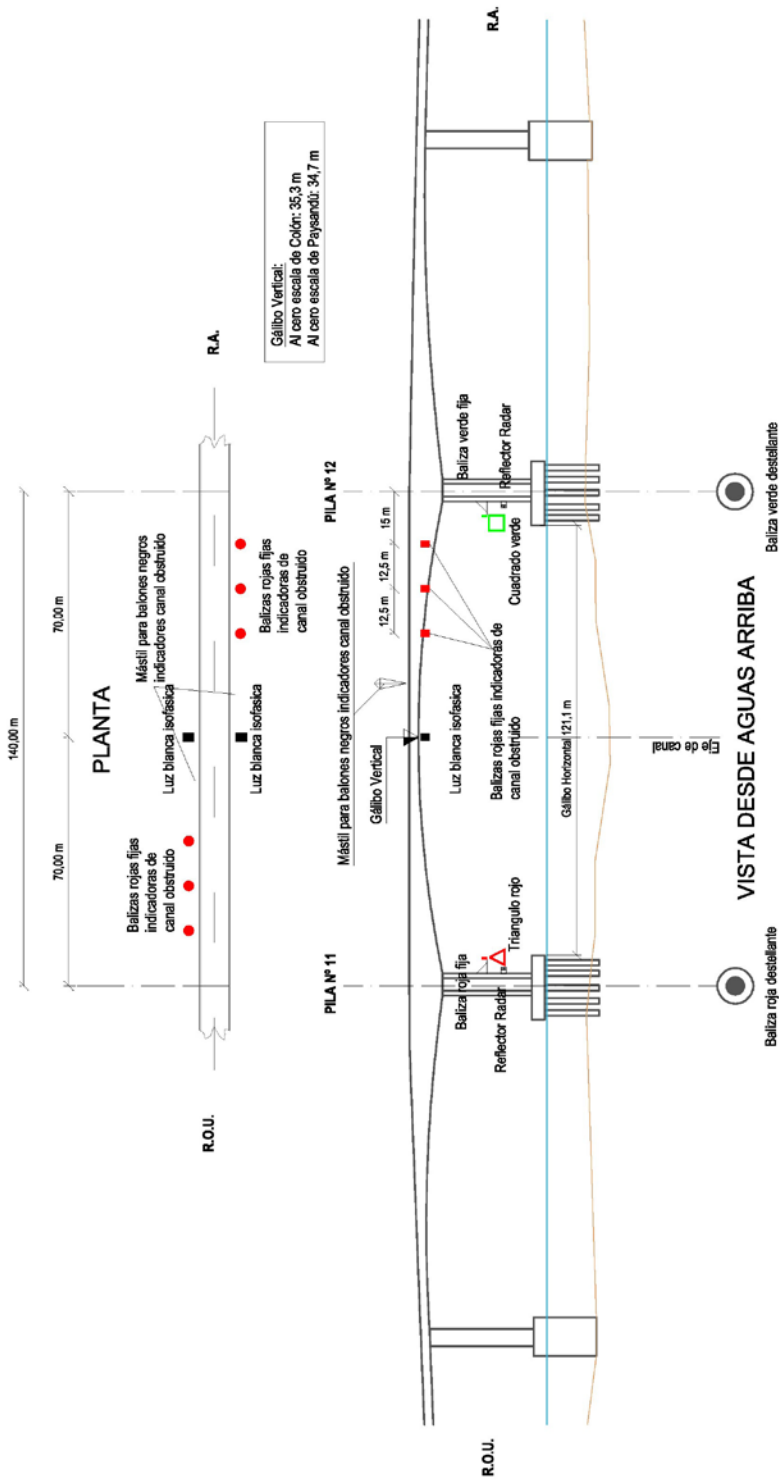 140,00 m
70,00 m
70,00 m
PLANTA
Balizas rojas fijas
indicadoras de
canal obstruido
Mástil para balones negros
indicadores canal obstruido
Luz blanca isofasica
Luz blanca isofasica
Balizas rojas fijas
indicadoras de
canal obstruido
R.O.U.
R.A.
Gálibo Vertical:
Al cero escala de Colón: 35,3 m
Al cero escala de Paysandú: 34,7 m
PILA Nº 11
PILA Nº 12
Mástil para balones negros indicadores canal obstruido
Gálibo Vertical
12,5 m
12,5 m
15 m
Luz blanca isofasica
Balizas rojas fijas indicadoras de
canal obstruido
Baliza roja fija
Reflector Radar
Triangulo rojo
Baliza verde fija
Reflector Radar
Cuadrado verde
Gálibo Horizontal 121,1 m
Eje de canal
R.O.U.
R.A.
VISTA DESDE AGUAS ARRIBA
Baliza roja destellante
Baliza verde destellante